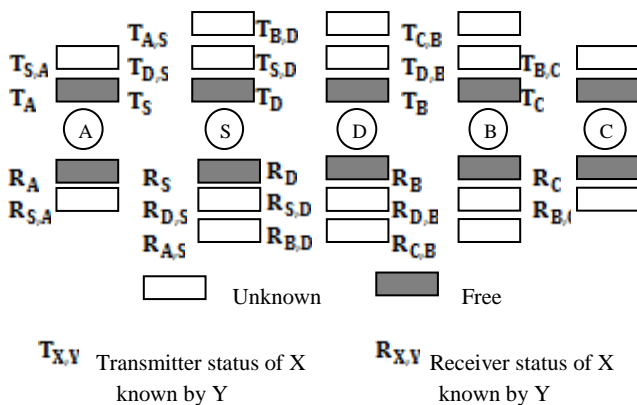 T_A,S T_B,D T_C,B
T_S,A T_D,S T_S,D T_D,B T_B,C
T_A T_S T_D T_B T_C
A S D B C
R_A R_S R_D R_B R_C
R_S,A R_D,S R_S,D R_D,B R_B,C
R_A,S R_B,D R_C,B
Unknown Free
T_X,Y Transmitter status of X R_X,Y Receiver status of X
known by Y known by Y